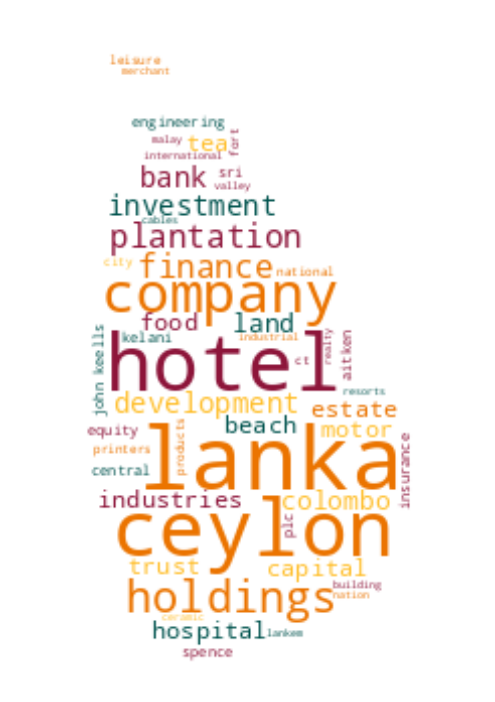 leisure
merchant
engineering
malay
tea
fort
international
bank
sri
valley
investment
cables
plantation
city
finance
national
company
food
land
john keells
kelani
industrial
hotel
ct
realty
aitken
resorts
development
estate
beach
equity
motor
printers
products
lanka
central
insurance
industries
colombo
ceylon
plc
trust
capital
building
holdings
nation
ceramic
hospital
lankem
spence